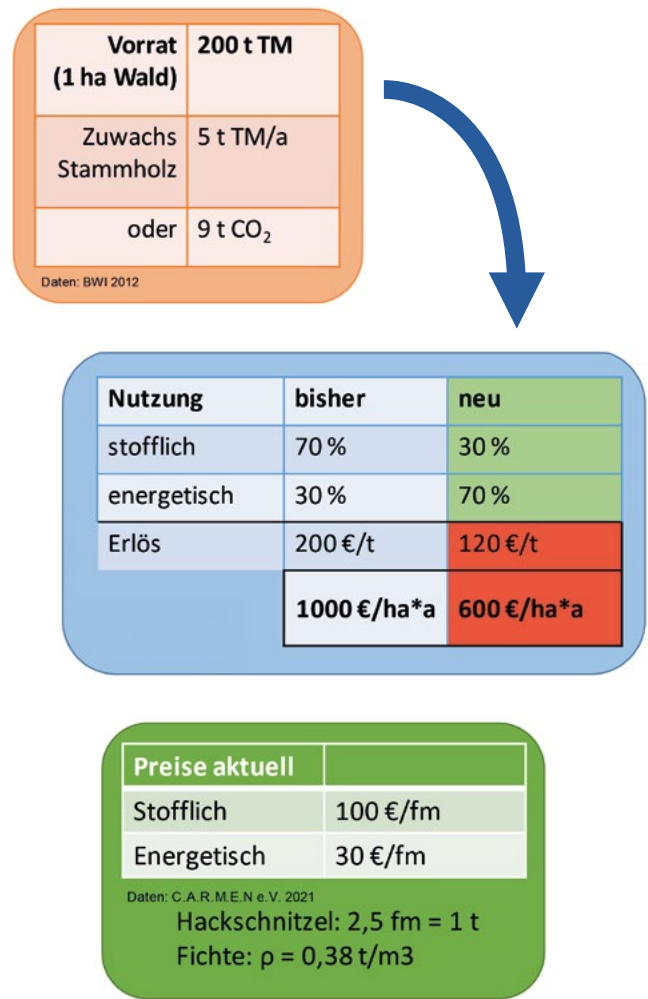 Vorrat 200 t TM
(1 ha Wald)
Zuwachs 5 t TM/a
Stammholz
oder 9 t CO₂
Daten: BWI 2012
Nutzung bisher neu
stofflich 70 % 30 %
energetisch 30 % 70 %
Erlös 200 €/t 120 €/t
1000 €/ha*a 600 €/ha*a
Preise aktuell
Stofflich 100 €/fm
Energetisch 30 €/fm
Daten: C.A.R.M.E.N e.V. 2021
Hackschnitzel: 2,5 fm = 1 t
Fichte: ρ = 0,38 t/m3